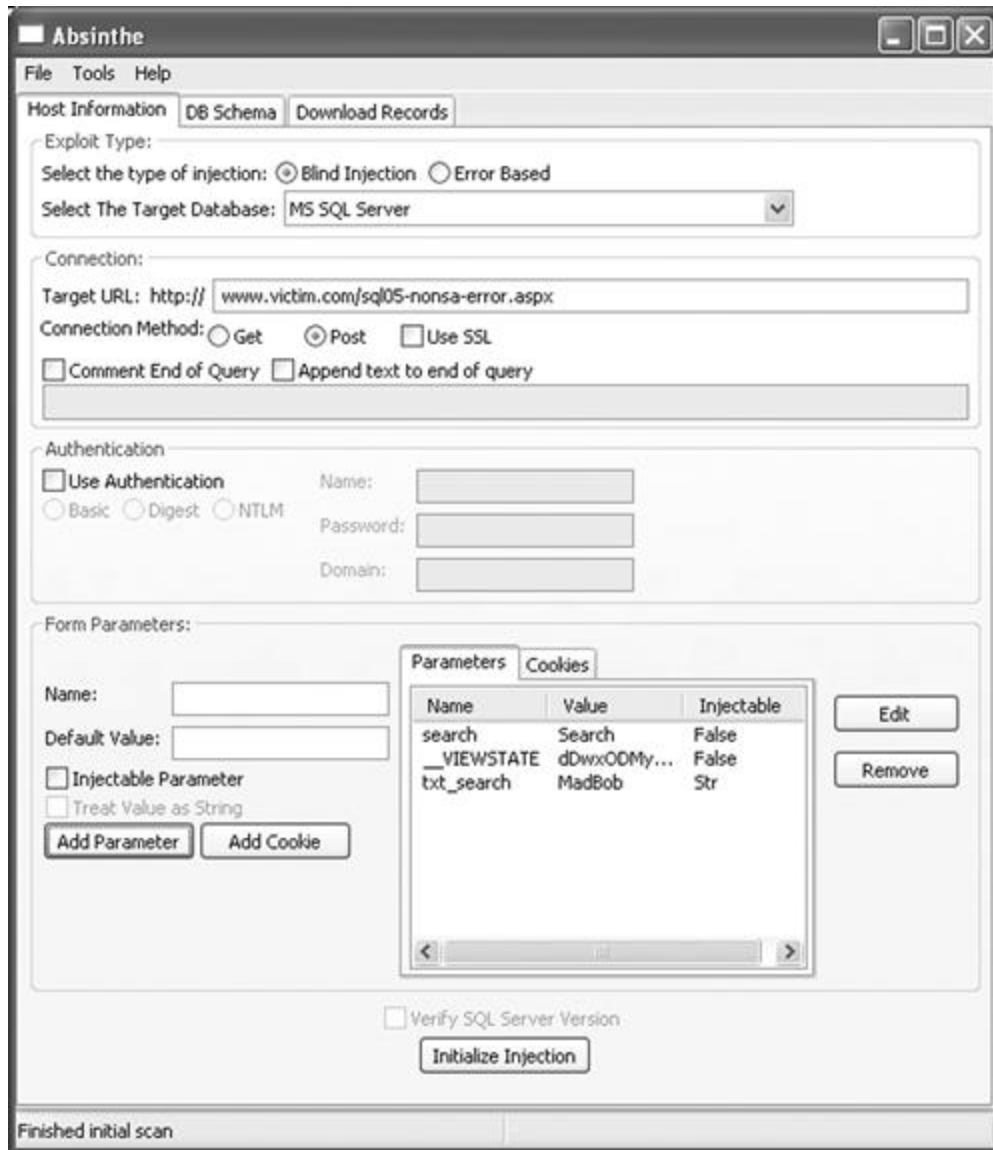 Absinthe
File Tools Help
Host Information DB Schema Download Records
Exploit Type:
Select the type of injection: Blind Injection Error Based
Select The Target Database: MS SQL Server
Connection:
Target URL: http:// www.victim.com/sql05-nonsa-error.aspx
Connection Method: Get Post Use SSL
Comment End of Query Append text to end of query
Authentication
Use Authentication Name:
Basic Digest NTLM
Password:
Domain:
Form Parameters:
Parameters Cookies
Name: Name Value Injectable Edit
search Search False
Default Value: __VIEWSTATE dDwxODMy... False
Injectable Parameter txt_search MadBob Str Remove
Treat Value as String
Add Parameter Add Cookie
Verify SQL Server Version
Initialize Injection
Finished initial scan